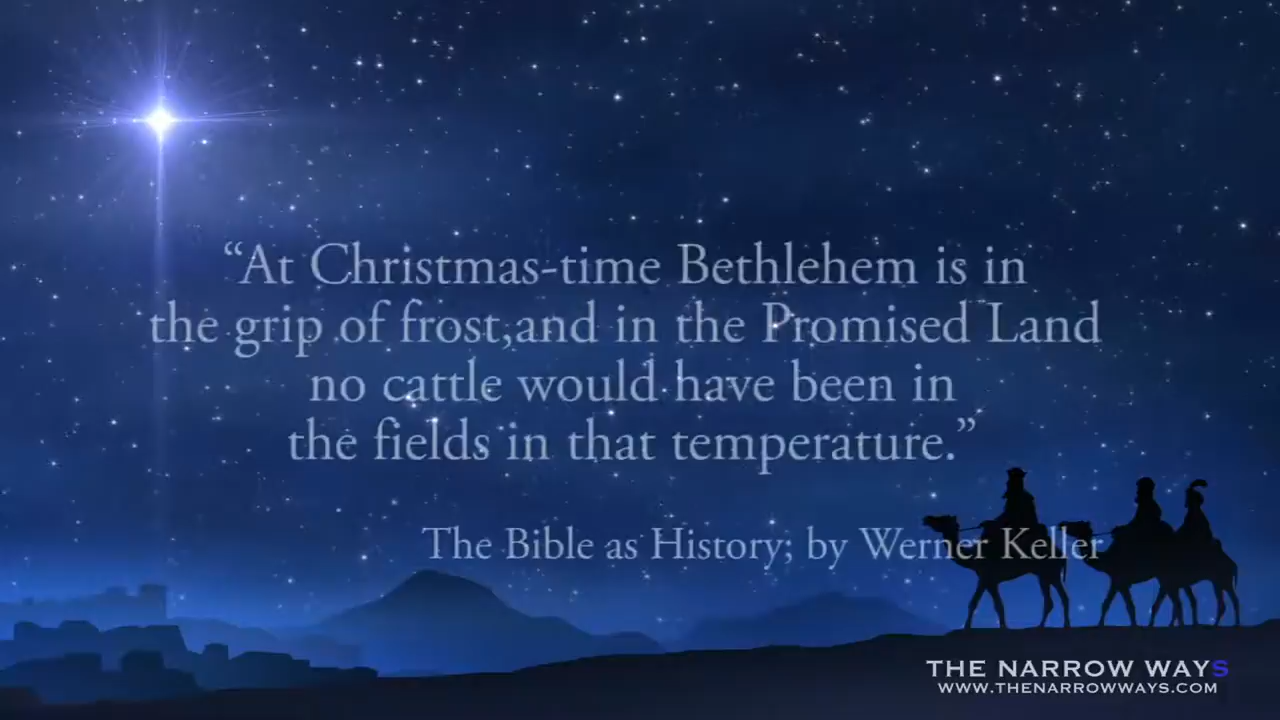 “At Christmas-time Bethlehem is in
the grip of frost,and in the Promised Land
no cattle would have been in
the fields in that temperature.”
The Bible as History; by Werner Keller
THE NARROW WAYS
WWW.THENARROWWAYS.COM